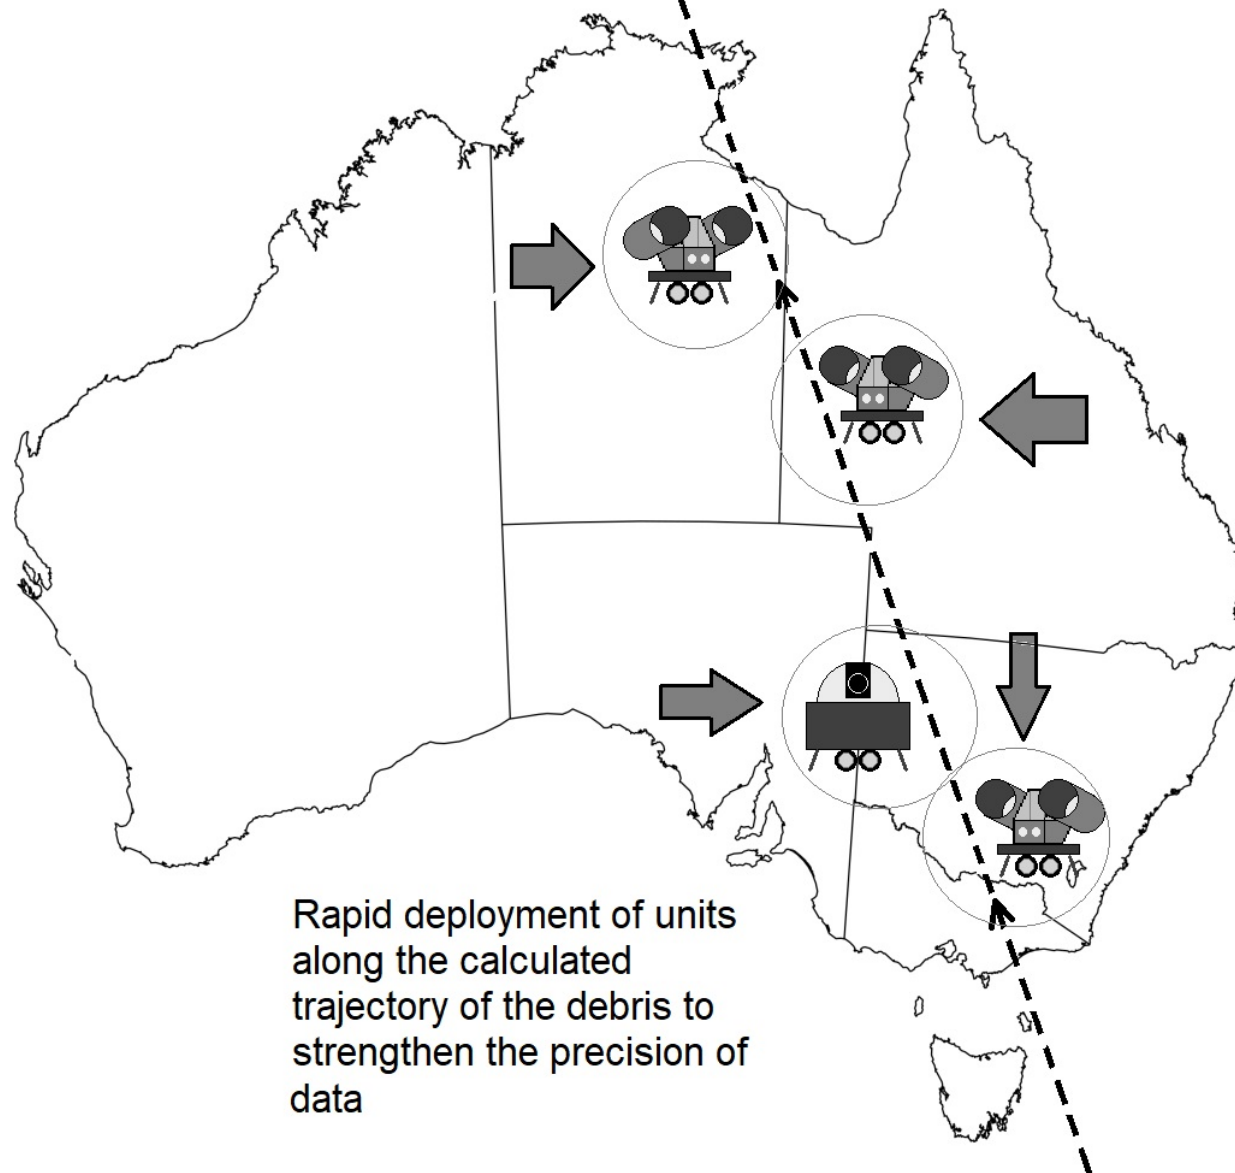 Rapid deployment of units
along the calculated
trajectory of the debris to
strengthen the precision of
data